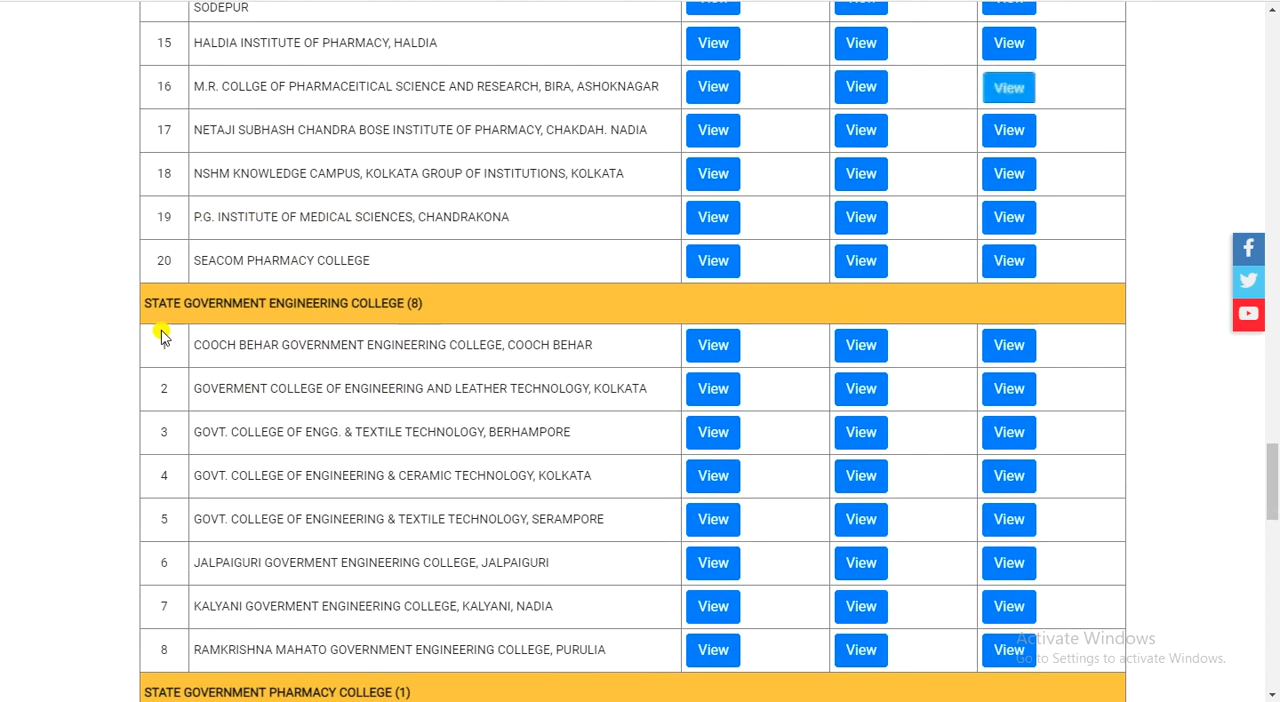 SODEPUR
15 HALDIA INSTITUTE OF PHARMACY, HALDIA View View View
16 M.R. COLLGE OF PHARMACEITICAL SCIENCE AND RESEARCH, BIRA, ASHOKNAGAR View View View
17 NETAJI SUBHASH CHANDRA BOSE INSTITUTE OF PHARMACY, CHAKDAH. NADIA View View View
18 NSHM KNOWLEDGE CAMPUS, KOLKATA GROUP OF INSTITUTIONS, KOLKATA View View View
19 P.G. INSTITUTE OF MEDICAL SCIENCES, CHANDRAKONA View View View
20 SEACOM PHARMACY COLLEGE View View View
STATE GOVERNMENT ENGINEERING COLLEGE (8)
COOCH BEHAR GOVERNMENT ENGINEERING COLLEGE, COOCH BEHAR View View View
2 GOVERMENT COLLEGE OF ENGINEERING AND LEATHER TECHNOLOGY, KOLKATA View View View
3 GOVT. COLLEGE OF ENGG. & TEXTILE TECHNOLOGY, BERHAMPORE View View View
4 GOVT. COLLEGE OF ENGINEERING & CERAMIC TECHNOLOGY, KOLKATA View View View
5 GOVT. COLLEGE OF ENGINEERING & TEXTILE TECHNOLOGY, SERAMPORE View View View
6 JALPAIGURI GOVERMENT ENGINEERING COLLEGE, JALPAIGURI View View View
7 KALYANI GOVERMENT ENGINEERING COLLEGE, KALYANI, NADIA View View View
8 RAMKRISHNA MAHATO GOVERNMENT ENGINEERING COLLEGE, PURULIA View View View
STATE GOVERNMENT PHARMACY COLLEGE (1)
Activate Windows
Go to Settings to activate Windows.